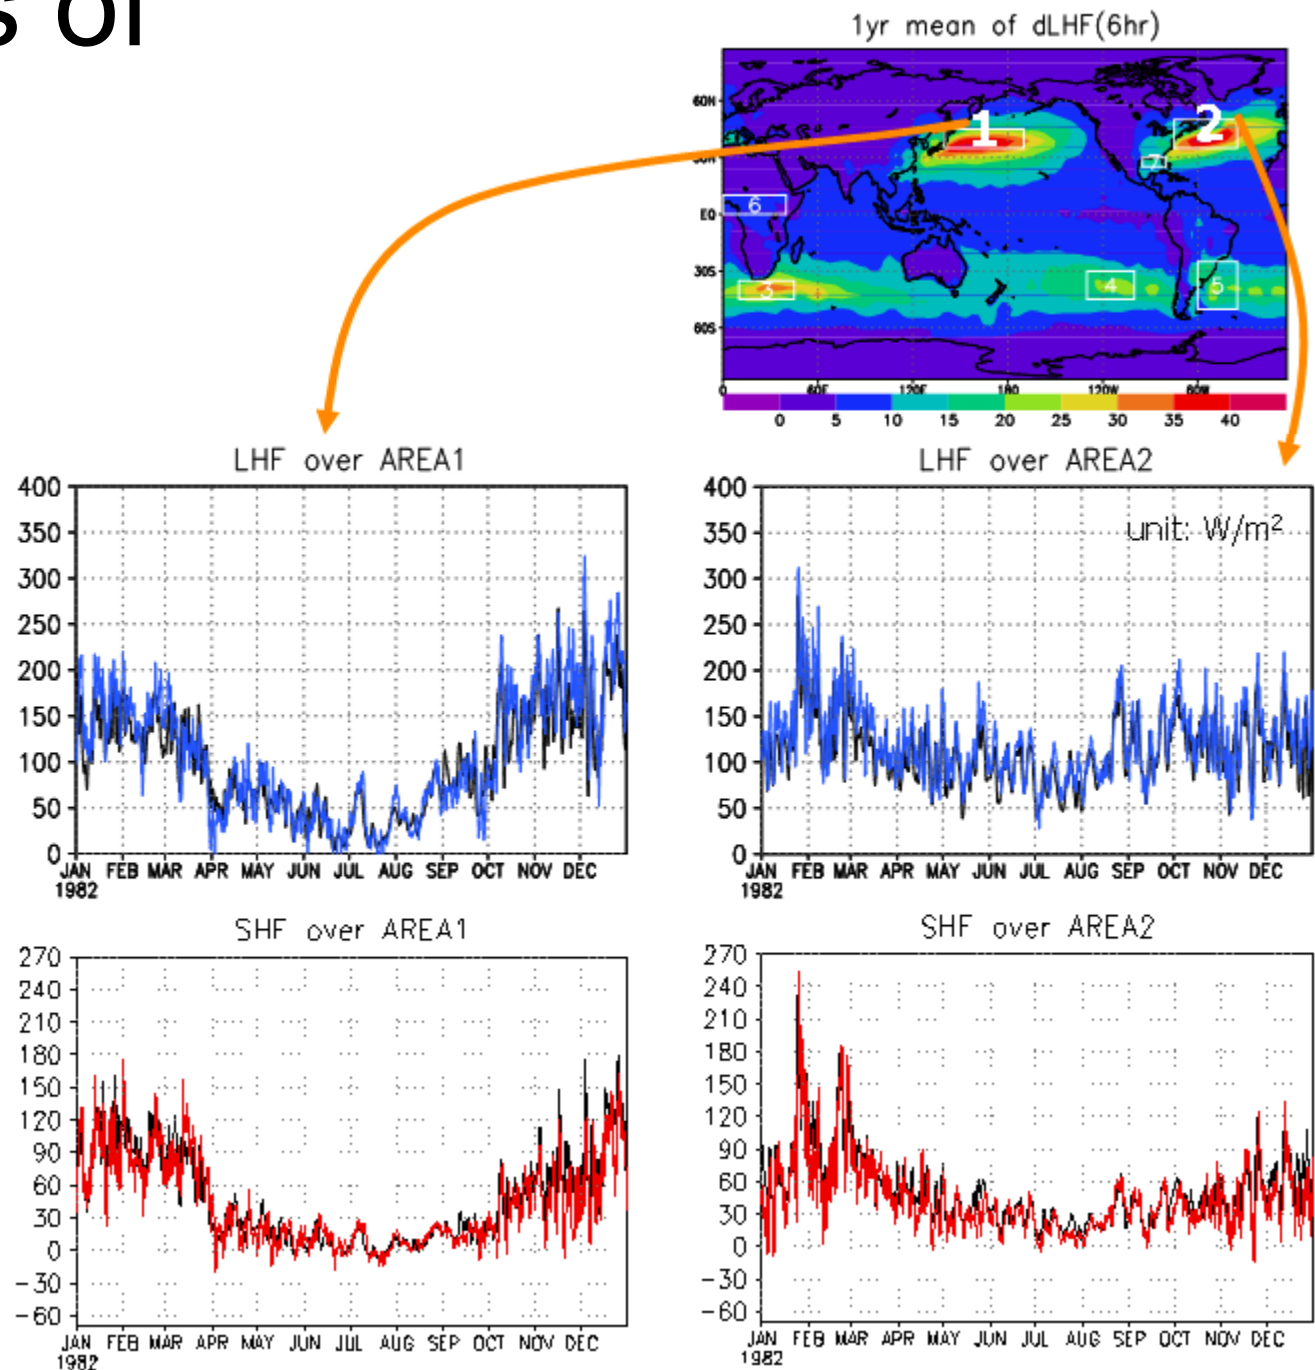 s of
1yr mean of dLHF(6hr)
60N
30N
EQ
30S
60S
1
2
7
6
3
4
5
0 60E 120E 180 120W 60W
0 5 10 15 20 25 30 35 40
LHF over AREA1
400
350
300
250
200
150
100
50
0
JAN FEB MAR APR MAY JUN JUL AUG SEP OCT NOV DEC
1982
LHF over AREA2
unit: W/m²
400
350
300
250
200
150
100
50
0
JAN FEB MAR APR MAY JUN JUL AUG SEP OCT NOV DEC
1982
SHF over AREA1
270
240
210
180
150
120
90
60
30
0
-30
-60
JAN FEB MAR APR MAY JUN JUL AUG SEP OCT NOV DEC
1982
SHF over AREA2
270
240
210
180
150
120
90
60
30
0
-30
-60
JAN FEB MAR APR MAY JUN JUL AUG SEP OCT NOV DEC
1982